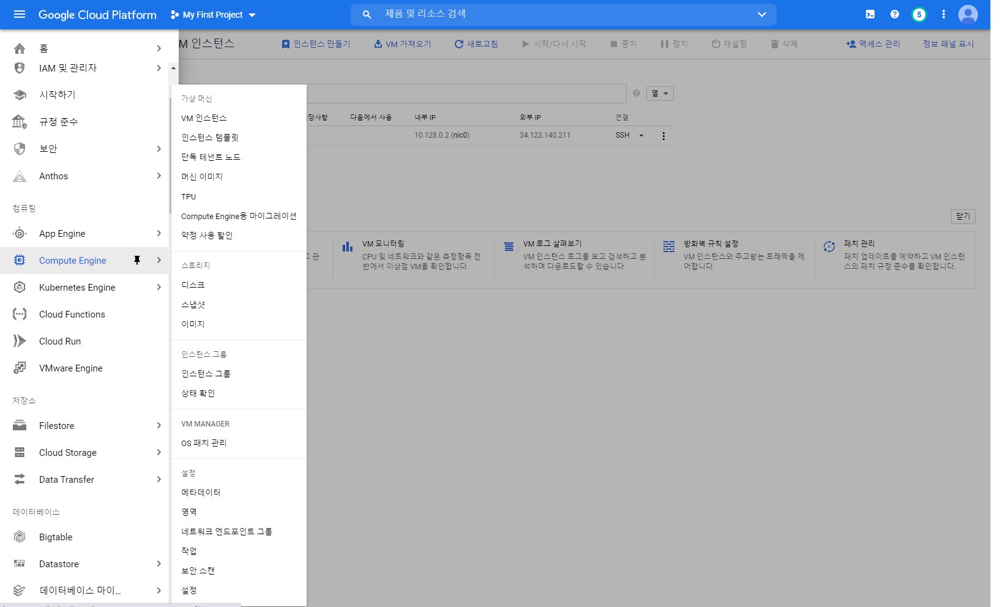 Google Cloud Platform
My First Project
제품 및 리소스 검색
5
홈
IAM 및 관리자
시작하기
규정 준수
보안
Anthos
컴퓨팅
App Engine
Compute Engine
Kubernetes Engine
Cloud Functions
Cloud Run
VMware Engine
저장소
Filestore
Cloud Storage
Data Transfer
데이터베이스
Bigtable
Datastore
데이터베이스 마이...
가상 머신
VM 인스턴스
인스턴스 템플릿
단독 테넌트 노드
머신 이미지
TPU
Compute Engine용 마이그레이션
약정 사용 할인
스토리지
디스크
스냅샷
이미지
인스턴스 그룹
인스턴스 그룹
상태 확인
VM MANAGER
OS 패치 관리
설정
메타데이터
영역
네트워크 엔드포인트 그룹
작업
보안 스캔
설정
M 인스턴스
인스턴스 만들기
VM 가져오기
새로고침
시작/다시 시작
중지
정지
재설정
삭제
액세스 관리
정보 패널 표시
열
장사항
다음에서 사용
내부 IP
외부 IP
연결
10.128.0.2 (nic0)
34.123.140.211
SSH
닫기
관
VM 모니터링
CPU 및 네트워크와 같은 측정항목 전
반에서 이상점 VM을 확인합니다.
VM 로그 살펴보기
VM 인스턴스 로그를 보고 검색하고 분
석하며 다운로드할 수 있습니다.
방화벽 규칙 설정
VM 인스턴스와 주고받는 트래픽을 제
어합니다.
패치 관리
패치 업데이트를 예약하고 VM 인스턴
스의 패치 규정 준수를 확인합니다.